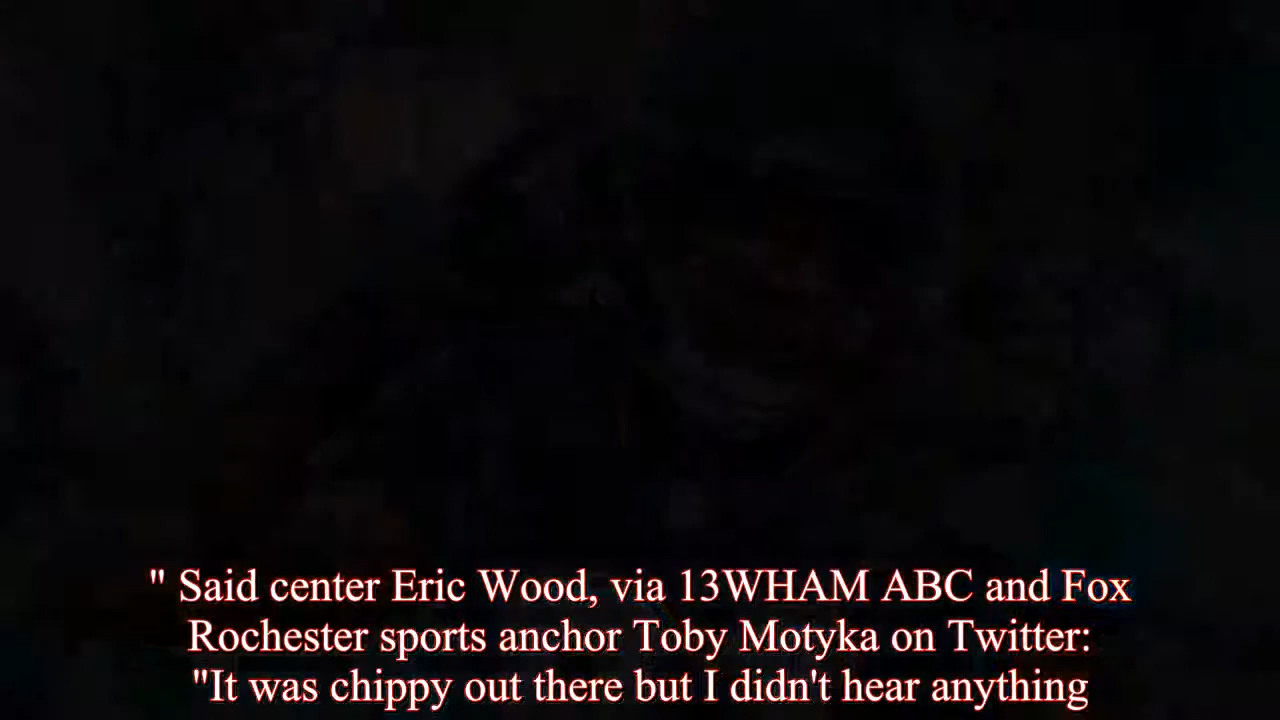 " Said center Eric Wood, via 13WHAM ABC and Fox
Rochester sports anchor Toby Motyka on Twitter:
"It was chippy out there but I didn't hear anything